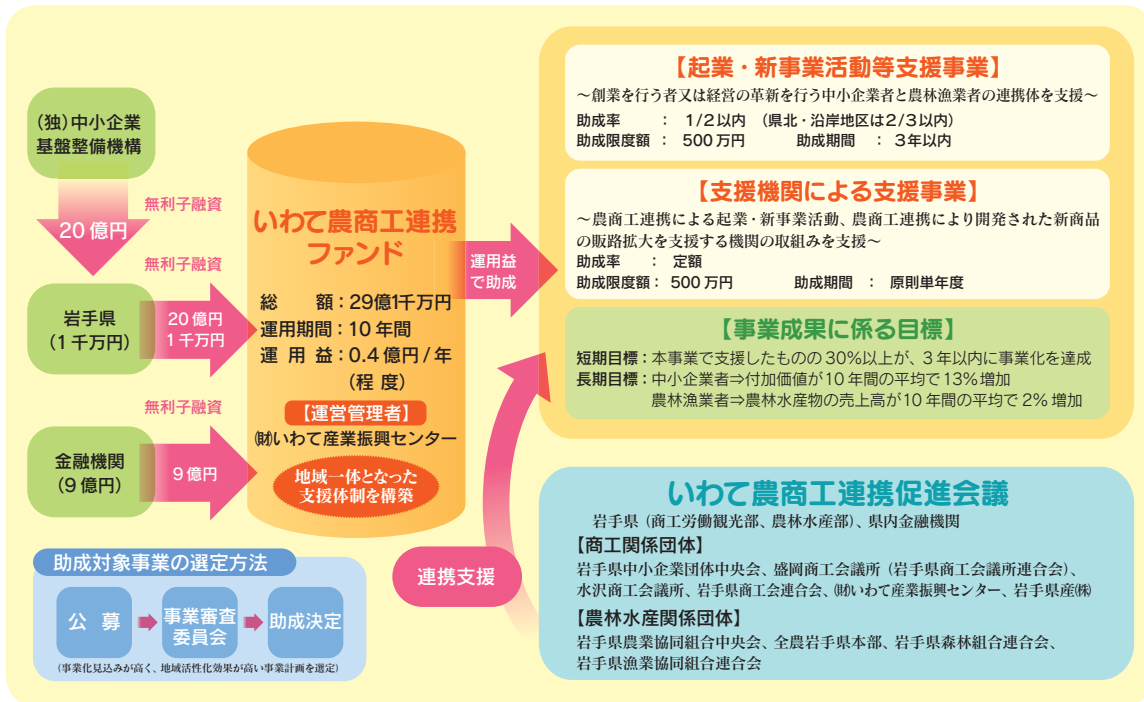 (独)中小企業
基盤整備機構
無利子融資
20億円
無利子融資
岩手県
(1千万円)
20億円
1千万円
無利子融資
金融機関
(9億円)
9億円
いわて農商工連携
ファンド
総　額：29億1千万円
運用期間：10年間
運 用 益：0.4億円/年
(程 度)
【運営管理者】
㈶いわて産業振興センター
地域一体となった
支援体制を構築
運用益
で助成
【起業・新事業活動等支援事業】
～創業を行う者又は経営の革新を行う中小企業者と農林漁業者の連携体を支援～
助成率　：　1/2以内　(県北・沿岸地区は2/3以内)
助成限度額　：　500万円　助成期間　：　3年以内
【支援機関による支援事業】
～農商工連携による起業・新事業活動、農商工連携により開発された新商品
の販路拡大を支援する機関の取組みを支援～
助成率　：　定額
助成限度額：　500万円　助成期間　：　原則単年度
【事業成果に係る目標】
短期目標：本事業で支援したものの30%以上が、3年以内に事業化を達成
長期目標：中小企業者⇒付加価値が10年間の平均で13%増加
農林漁業者⇒農林水産物の売上高が10年間の平均で2%増加
連携支援
いわて農商工連携促進会議
岩手県（商工労働観光部、農林水産部）、県内金融機関
【商工関係団体】
岩手県中小企業団体中央会、盛岡商工会議所（岩手県商工会議所連合会）、
水沢商工会議所、岩手県商工会連合会、㈶いわて産業振興センター、岩手県産㈱
【農林水産関係団体】
岩手県農業協同組合中央会、全農岩手県本部、岩手県森林組合連合会、
岩手県漁業協同組合連合会
助成対象事業の選定方法
公　募
事業審査
委員会
助成決定
(事業化見込みが高く、地域活性化効果が高い事業計画を選定)